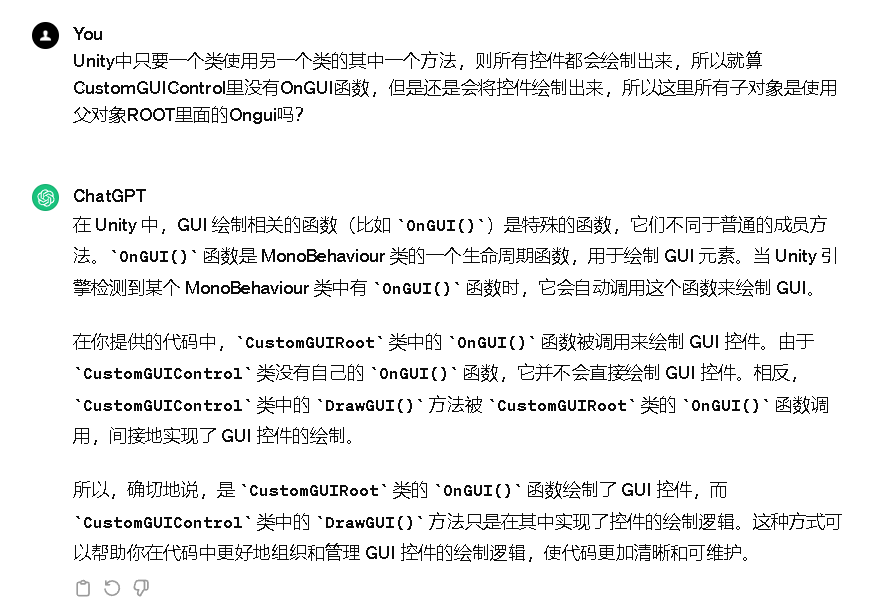 You
Unity中只要一个类使用另一个类的其中一个方法，则所有控件都会绘制出来，所以就算
CustomGUIControl里没有OnGUI函数，但是还是会将控件绘制出来，所以这里所有子对象是使用
父对象ROOT里面的Ongui吗？
ChatGPT
在 Unity 中，GUI 绘制相关的函数（比如 `OnGUI()`）是特殊的函数，它们不同于普通的成员方
法。`OnGUI()` 函数是 MonoBehaviour 类的一个生命周期函数，用于绘制 GUI 元素。当 Unity 引
擎检测到某个 MonoBehaviour 类中有 `OnGUI()` 函数时，它会自动调用这个函数来绘制 GUI。
在你提供的代码中，`CustomGUIRoot` 类中的 `OnGUI()` 函数被调用来绘制 GUI 控件。由于
`CustomGUIControl` 类没有自己的 `OnGUI()` 函数，它并不会直接绘制 GUI 控件。相反，
`CustomGUIControl` 类中的 `DrawGUI()` 方法被 `CustomGUIRoot` 类的 `OnGUI()` 函数调
用，间接地实现了 GUI 控件的绘制。
所以，确切地说，是 `CustomGUIRoot` 类的 `OnGUI()` 函数绘制了 GUI 控件，而
`CustomGUIControl` 类中的 `DrawGUI()` 方法只是在其中实现了控件的绘制逻辑。这种方式可
以帮助你在代码中更好地组织和管理 GUI 控件的绘制逻辑，使代码更加清晰和可维护。